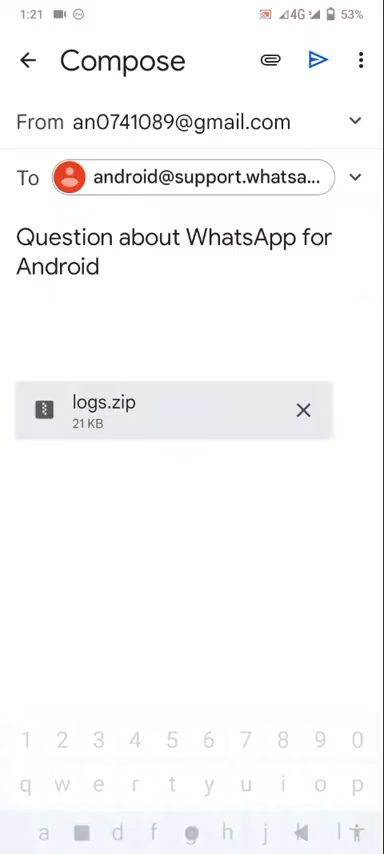 1:21 4G 53%
Compose
From an0741089@gmail.com
To android@support.whatsa...
Question about WhatsApp for
Android
logs.zip
21 KB
1 2 3 4 5 6 7 8 9 0
q w e r t y u i o p
a d f g h j l